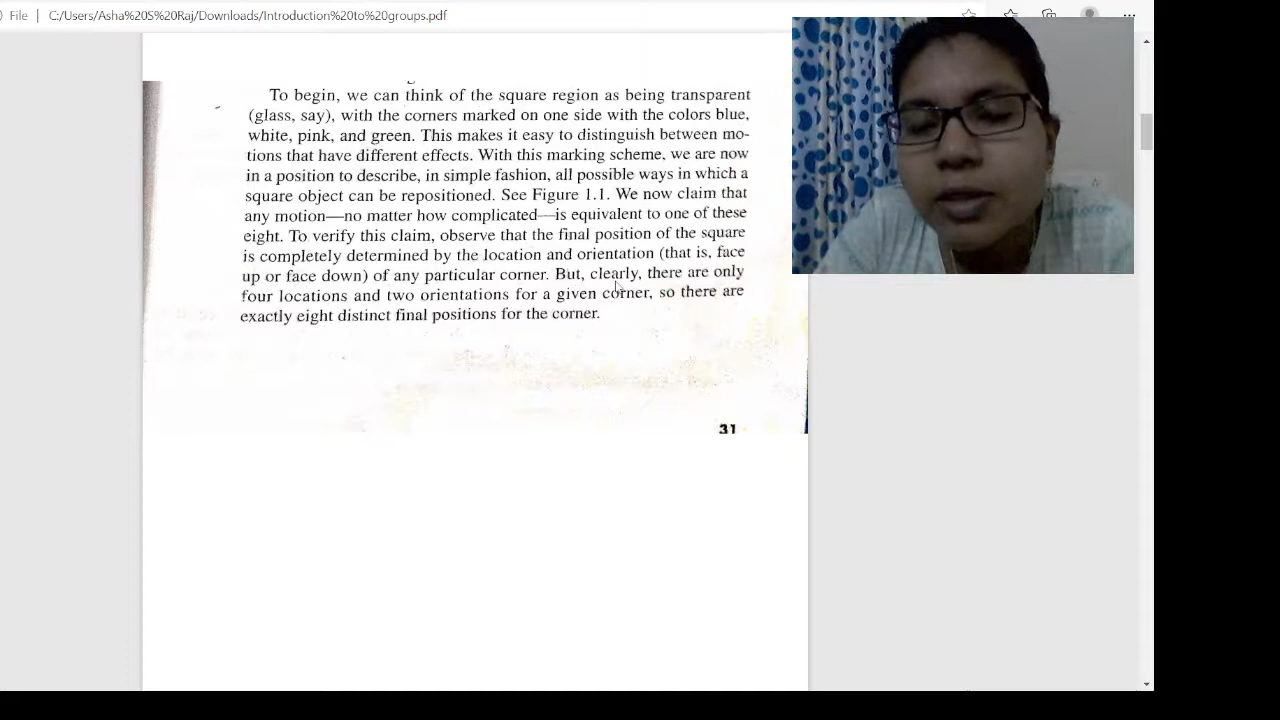 File | C:/Users/Asha%20S%20Raj/Downloads/Introduction%20to%20groups.pdf
To begin, we can think of the square region as being transparent
(glass, say), with the corners marked on one side with the colors blue,
white, pink, and green. This makes it easy to distinguish between mo-
tions that have different effects. With this marking scheme, we are now
in a position to describe, in simple fashion, all possible ways in which a
square object can be repositioned. See Figure 1.1. We now claim that
any motion—no matter how complicated—is equivalent to one of these
eight. To verify this claim, observe that the final position of the square
is completely determined by the location and orientation (that is, face
up or face down) of any particular corner. But, clearly, there are only
four locations and two orientations for a given corner, so there are
exactly eight distinct final positions for the corner.
31